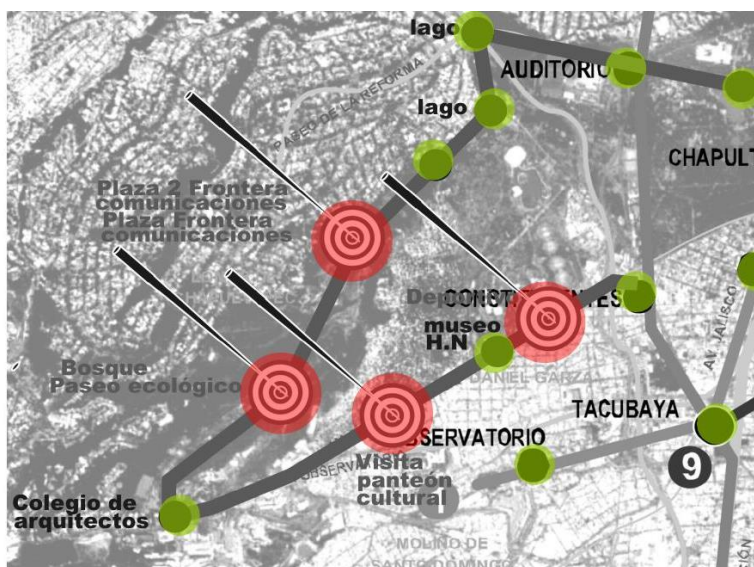 lago
AUDITORIO
PASEO DE LA REFORMA
lago
CHAPULT
Plaza 2 Frontera
comunicaciones
Plaza Frontera
comunicaciones
AV. JALISCO
museo
H.N
DANIEL GARZA
Bosque
Paseo ecológico
TACUBAYA
OBSERVATORIO
Visita
panteón
cultural
9
Colegio de
arquitectos
MOLINO DE
SANTO DOMINGO